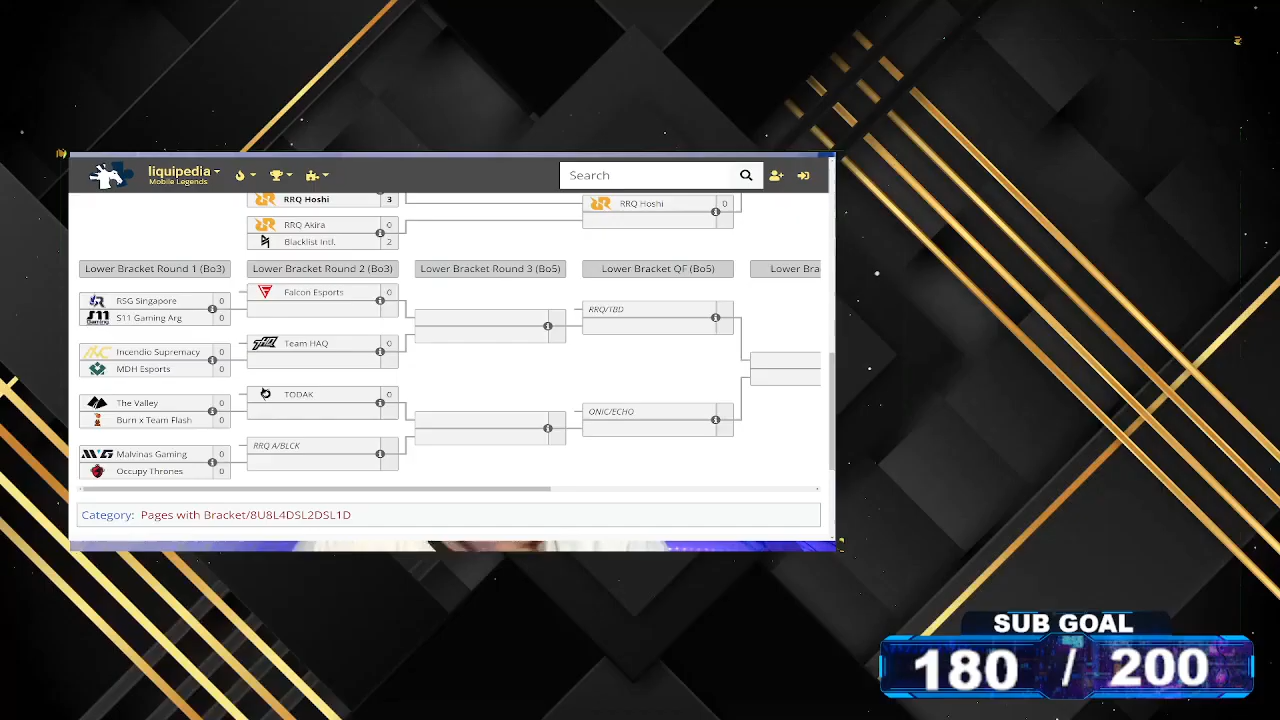 liquipedia
Mobile Legends
Search
RRQ Hoshi 3
RRQ Hoshi 0
RRQ Akira 0
Blacklist Intl. 2
Lower Bracket Round 1 (Bo3)
Lower Bracket Round 2 (Bo3)
Lower Bracket Round 3 (Bo5)
Lower Bracket QF (Bo5)
Lower Bra
RSG Singapore 0
S11 Gaming Arg 0
Falcon Esports 0
RRQ/TBD
Incendio Supremacy 0
MDH Esports 0
Team HAQ 0
The Valley 0
Burn x Team Flash 0
TODAK 0
ONIC/ECHO
Malvinas Gaming 0
Occupy Thrones 0
RRQ A/BLCK
Category: Pages with Bracket/8U8L4DSL2DSL1D
SUB GOAL
180 / 200